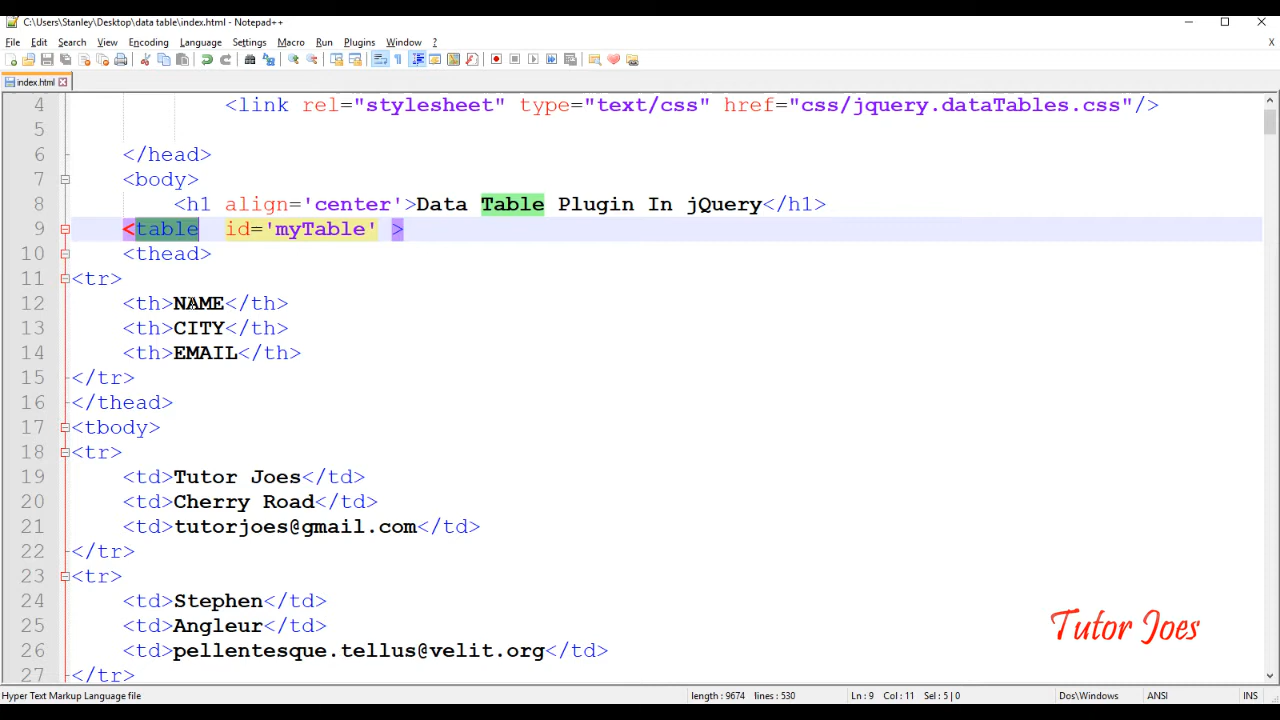 C:\Users\Stanley\Desktop\data table\index.html - Notepad++
File Edit Search View Encoding Language Settings Macro Run Plugins Window ? X
index.html
4 <link rel="stylesheet" type="text/css" href="css/jquery.dataTables.css"/>
5
6 </head>
7 <body>
8 <h1 align='center'>Data Table Plugin In jQuery</h1>
9 <table id='myTable' >
10 <thead>
11 <tr>
12 <th>NAME</th>
13 <th>CITY</th>
14 <th>EMAIL</th>
15 </tr>
16 </thead>
17 <tbody>
18 <tr>
19 <td>Tutor Joes</td>
20 <td>Cherry Road</td>
21 <td>tutorjoes@gmail.com</td>
22 </tr>
23 <tr>
24 <td>Stephen</td>
25 <td>Angleur</td>
26 <td>pellentesque.tellus@velit.org</td>
27 </tr>
Tutor Joes
Hyper Text Markup Language file length : 9674 lines : 530 Ln : 9 Col : 11 Sel : 5 | 0 Dos\Windows ANSI INS